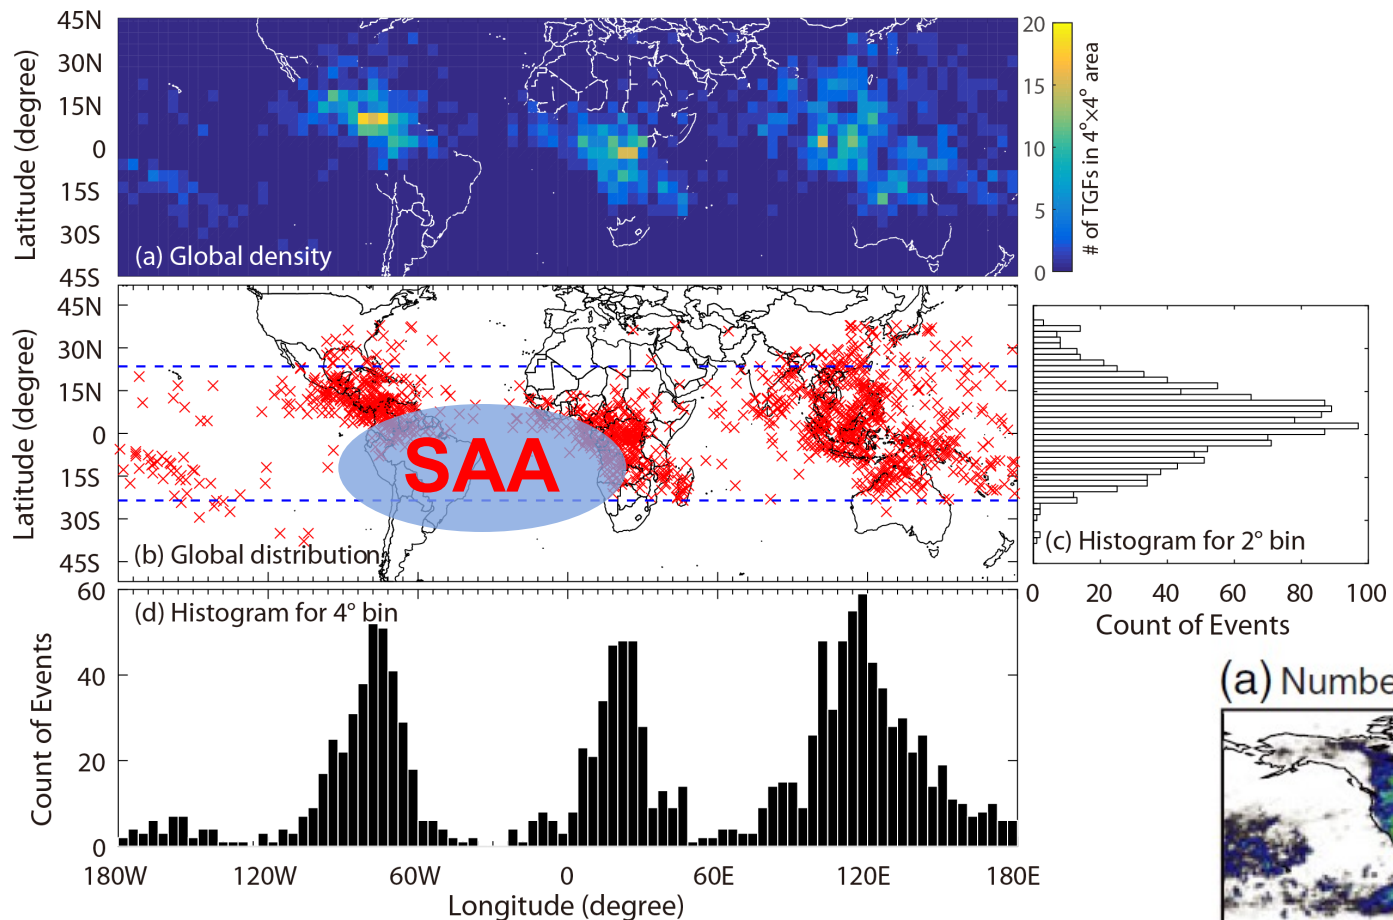 45N
30N
15N
0
15S
30S
45S
Latitude (degree)
(a) Global density
20
15
10
5
0
# of TGFs in 4°×4° area
45N
30N
15N
0
15S
30S
45S
Latitude (degree)
SAA
(b) Global distribution
(c) Histogram for 2° bin
0 20 40 60 80 100
Count of Events
60
40
20
0
Count of Events
(d) Histogram for 4° bin
180W 120W 60W 0 60E 120E 180E
Longitude (degree)
(a) Numbe